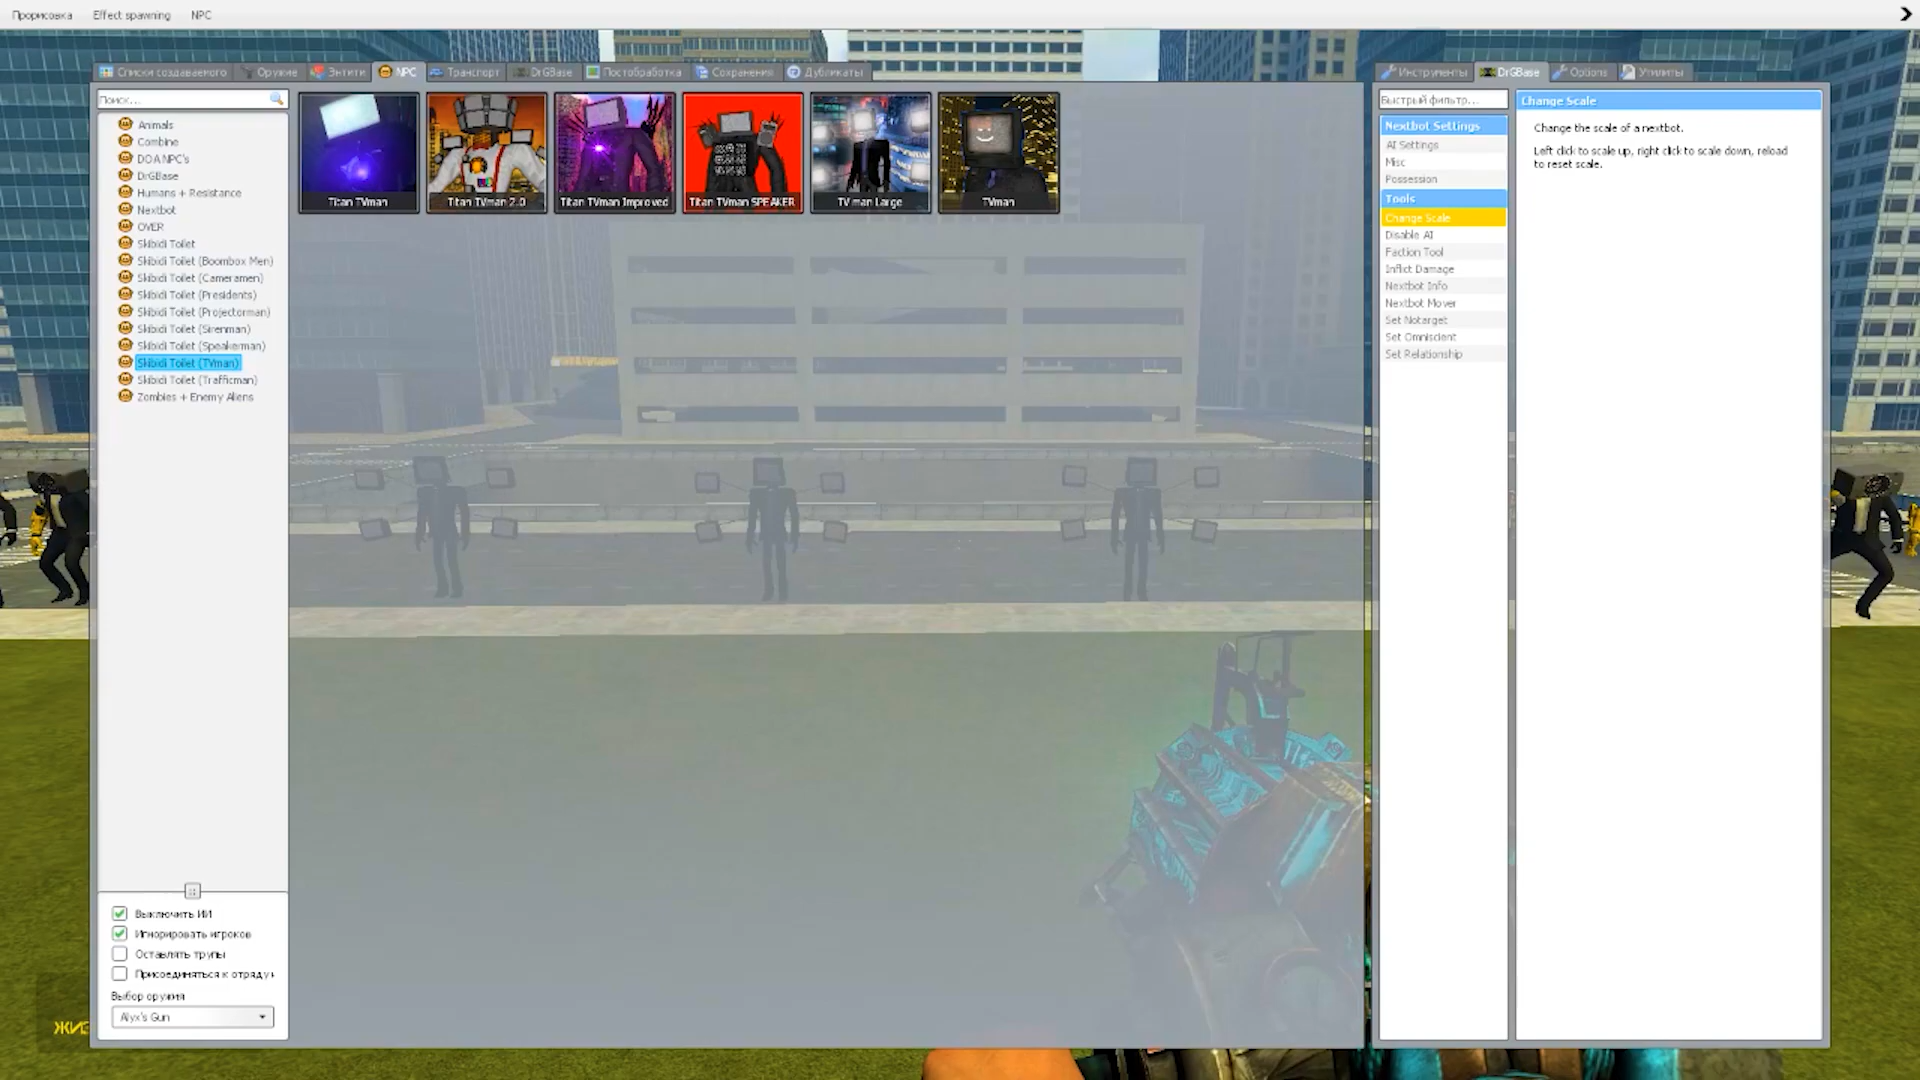 Прорисовка Effect spawning NPC
Списки создаваемого Оружие Энтити NPC Транспорт DrGBase Постобработка Сохранения Дубликаты
Инструменты DrGBase Options Утилиты
Поиск...
Animals
Combine
DOA NPC's
DrGBase
Humans + Resistance
Nextbot
OVER
Skibidi Toilet
Skibidi Toilet (Boombox Men)
Skibidi Toilet (Cameramen)
Skibidi Toilet (Presidents)
Skibidi Toilet (Projectorman)
Skibidi Toilet (Sirenman)
Skibidi Toilet (Speakerman)
Skibidi Toilet (TVman)
Skibidi Toilet (Trafficman)
Zombies + Enemy Aliens
Выключить ИИ
Игнорировать игроков
Оставлять трупы
Присоединяться к отряду
Выбор оружия
Alyx's Gun
Titan TVman
Titan TVman 2.0
Titan TVman Improved
Titan TVman SPEAKER
TV man Large
TVman
Быстрый фильтр...
Nextbot Settings
AI Settings
Misc
Possession
Tools
Change Scale
Disable AI
Faction Tool
Inflict Damage
Nextbot Info
Nextbot Mover
Set Notarget
Set Omniscient
Set Relationship
Change Scale
Change the scale of a nextbot.
Left click to scale up, right click to scale down, reload
to reset scale.